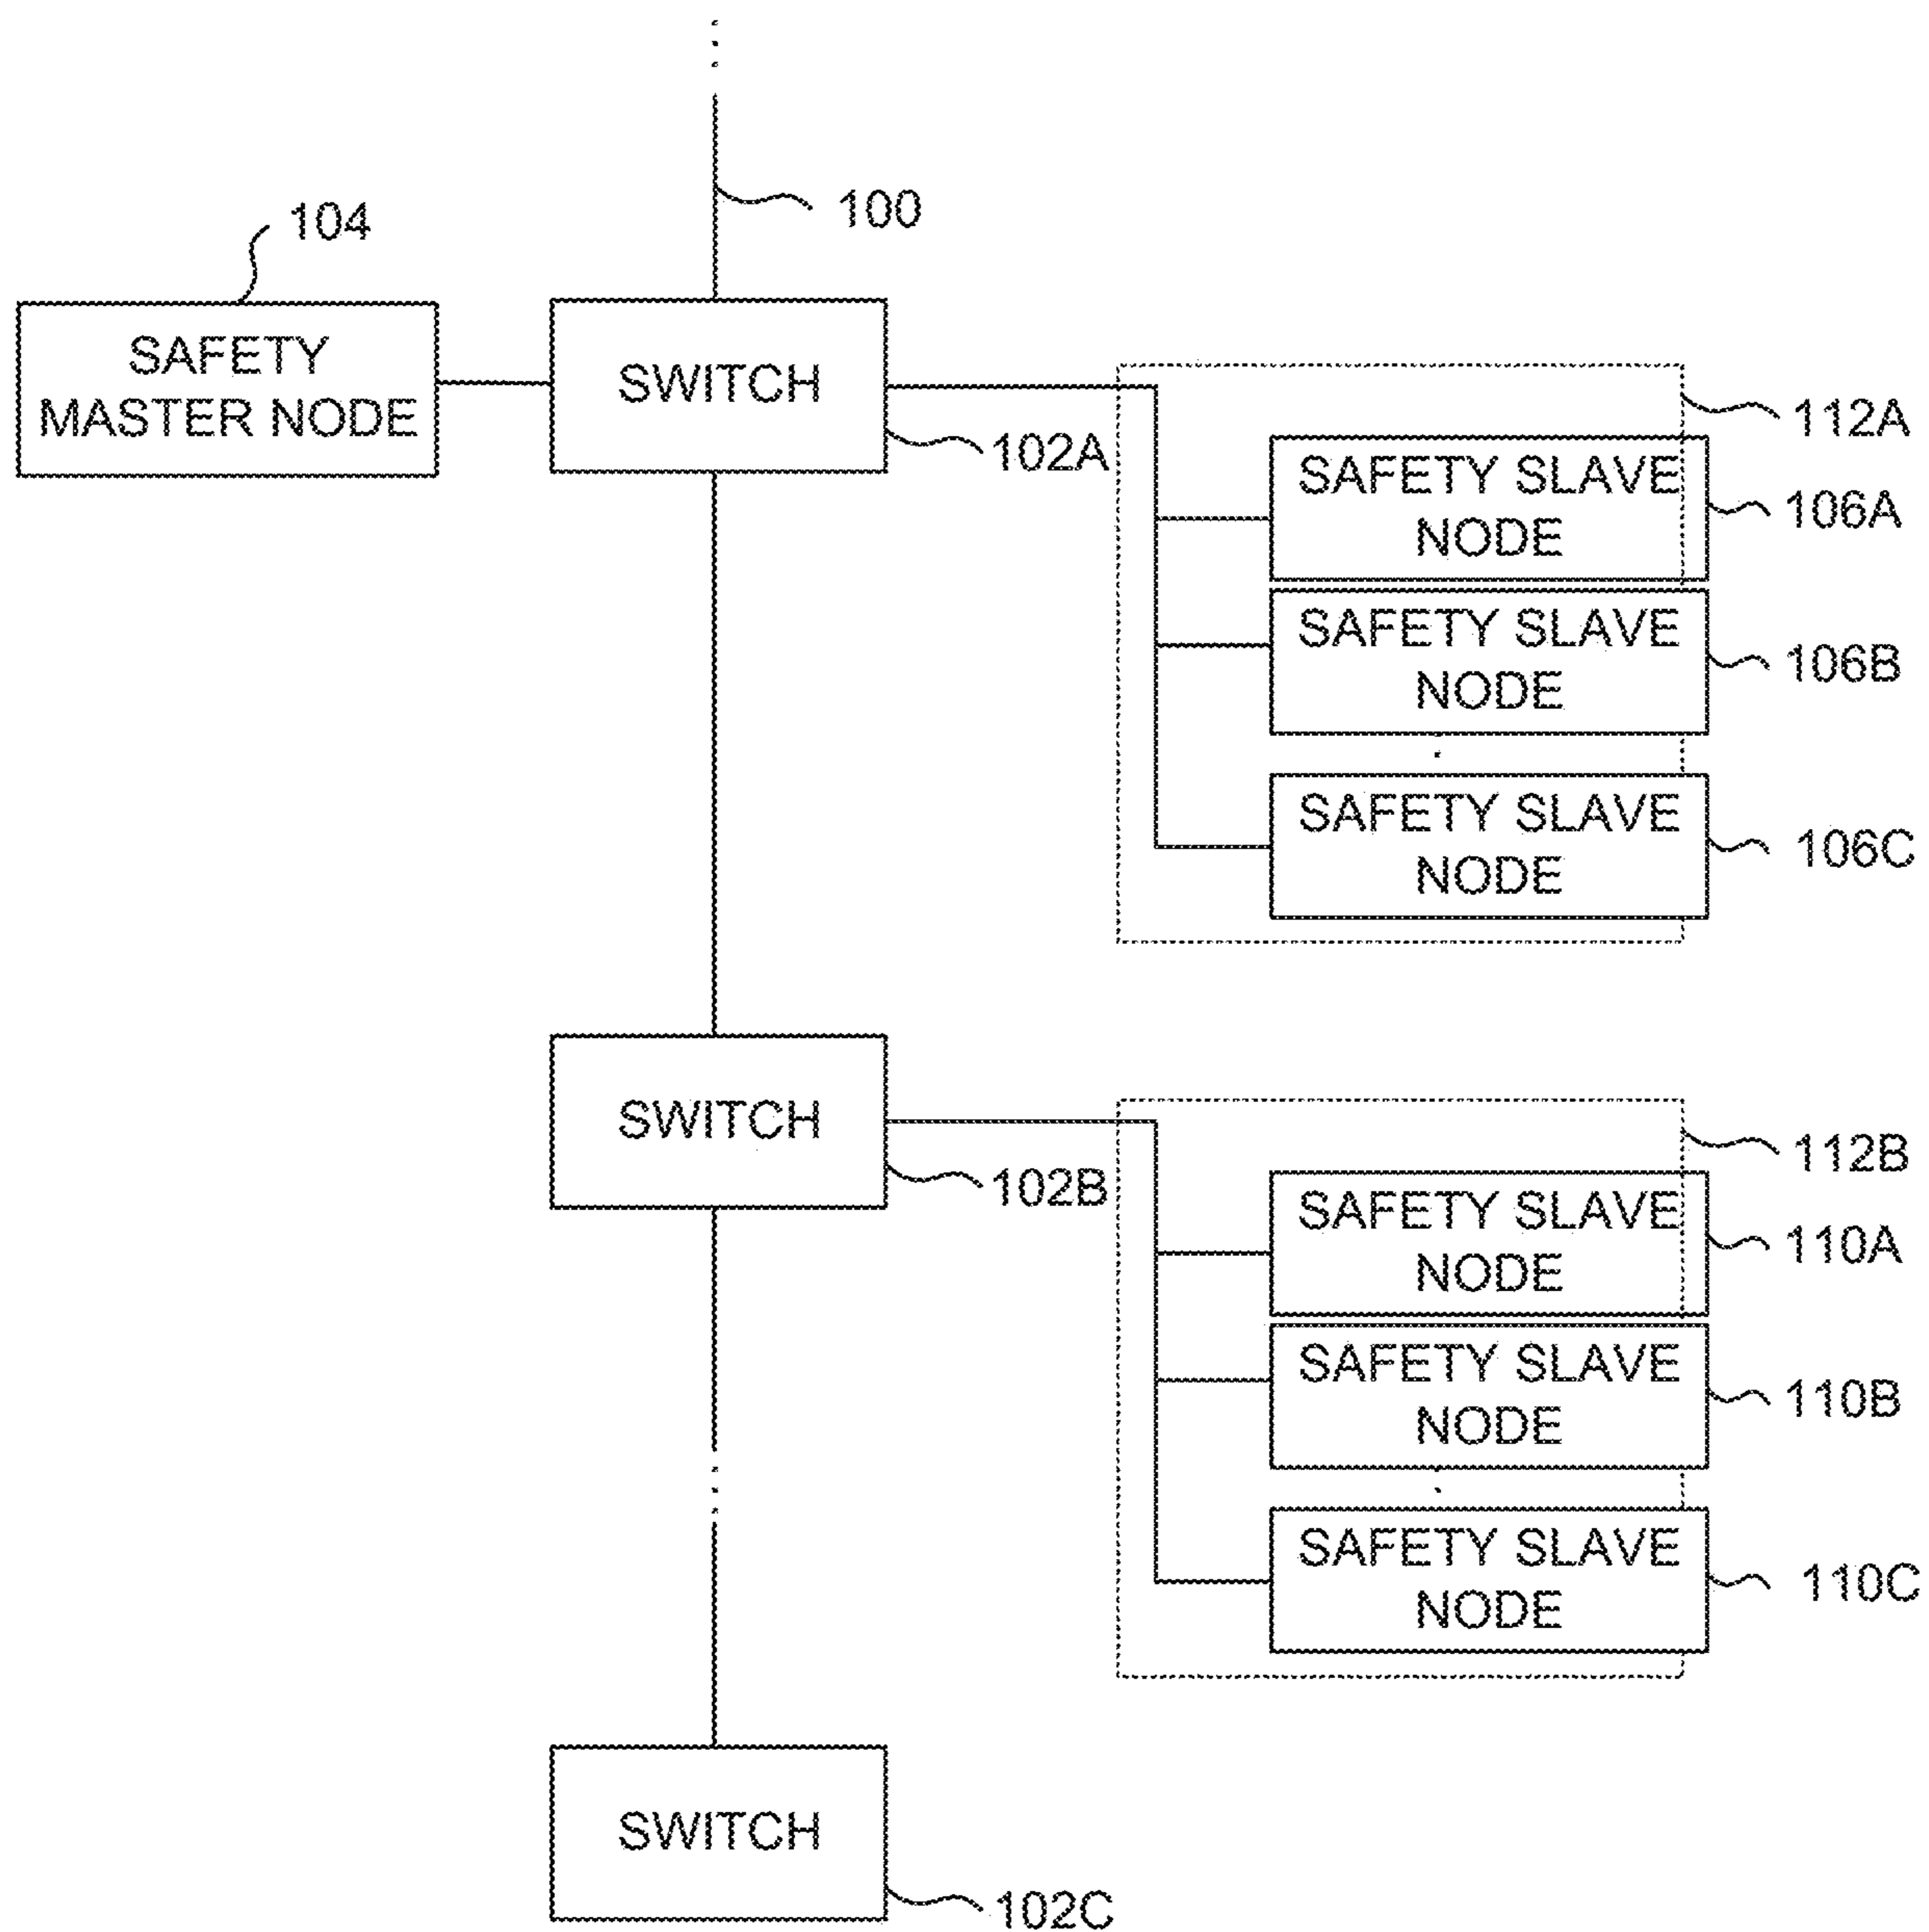 100
104
SAFETY
MASTER NODE
SWITCH
102A
112A
SAFETY SLAVE
NODE
106A
SAFETY SLAVE
NODE
106B
SAFETY SLAVE
NODE
106C
SWITCH
102B
112B
SAFETY SLAVE
NODE
110A
SAFETY SLAVE
NODE
110B
SAFETY SLAVE
NODE
110C
SWITCH
102C